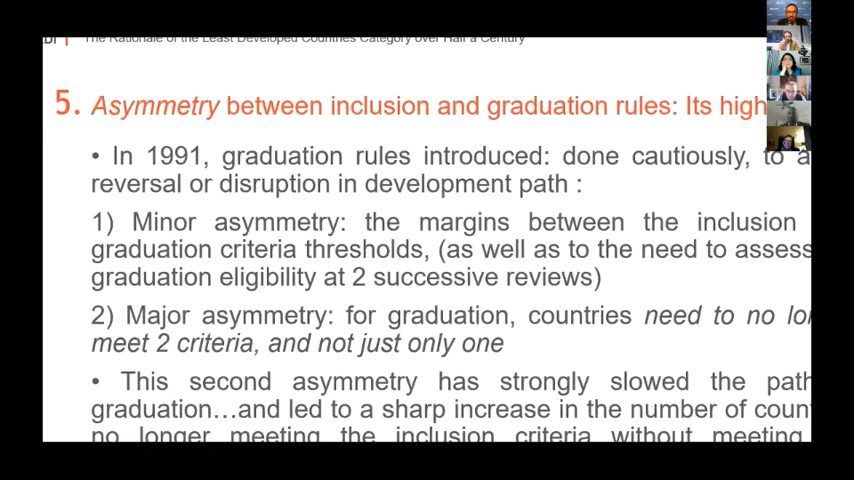 The Rationale of the Least Developed Countries Category over Half a Century
5. Asymmetry between inclusion and graduation rules: Its high
• In 1991, graduation rules introduced: done cautiously, to a
reversal or disruption in development path :
1) Minor asymmetry: the margins between the inclusion
graduation criteria thresholds, (as well as to the need to assess
graduation eligibility at 2 successive reviews)
2) Major asymmetry: for graduation, countries need to no lon
meet 2 criteria, and not just only one
• This second asymmetry has strongly slowed the path
graduation…and led to a sharp increase in the number of coun
no longer meeting the inclusion criteria without meeting